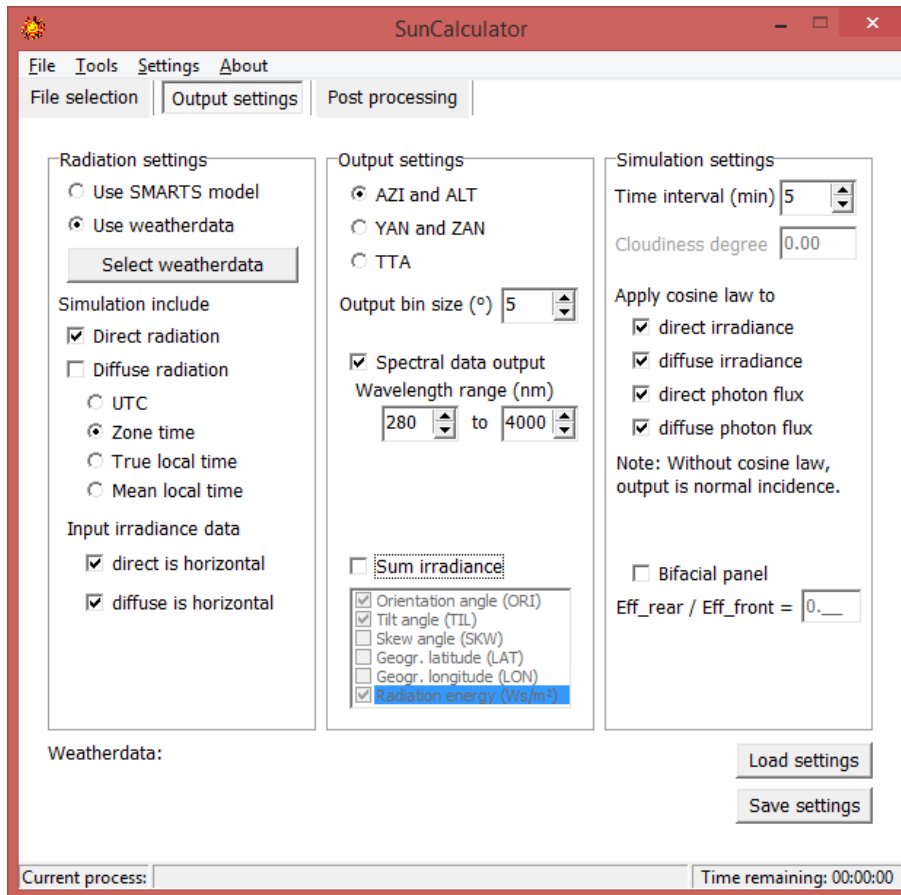 SunCalculator
File Tools Settings About
File selection Output settings Post processing
Radiation settings
Use SMARTS model
Use weatherdata
Select weatherdata
Simulation include
Direct radiation
Diffuse radiation
UTC
Zone time
True local time
Mean local time
Input irradiance data
direct is horizontal
diffuse is horizontal
Output settings
AZI and ALT
YAN and ZAN
TTA
Output bin size (º) 5
Spectral data output
Wavelength range (nm)
280 to 4000
Sum irradiance
Orientation angle (ORI)
Tilt angle (TIL)
Skew angle (SKW)
Geogr. latitude (LAT)
Geogr. longitude (LON)
Radiation energy (Ws/m²)
Simulation settings
Time interval (min) 5
Cloudiness degree 0.00
Apply cosine law to
direct irradiance
diffuse irradiance
direct photon flux
diffuse photon flux
Note: Without cosine law,
output is normal incidence.
Bifacial panel
Eff_rear / Eff_front = 0.__
Weatherdata:
Load settings
Save settings
Current process: Time remaining: 00:00:00